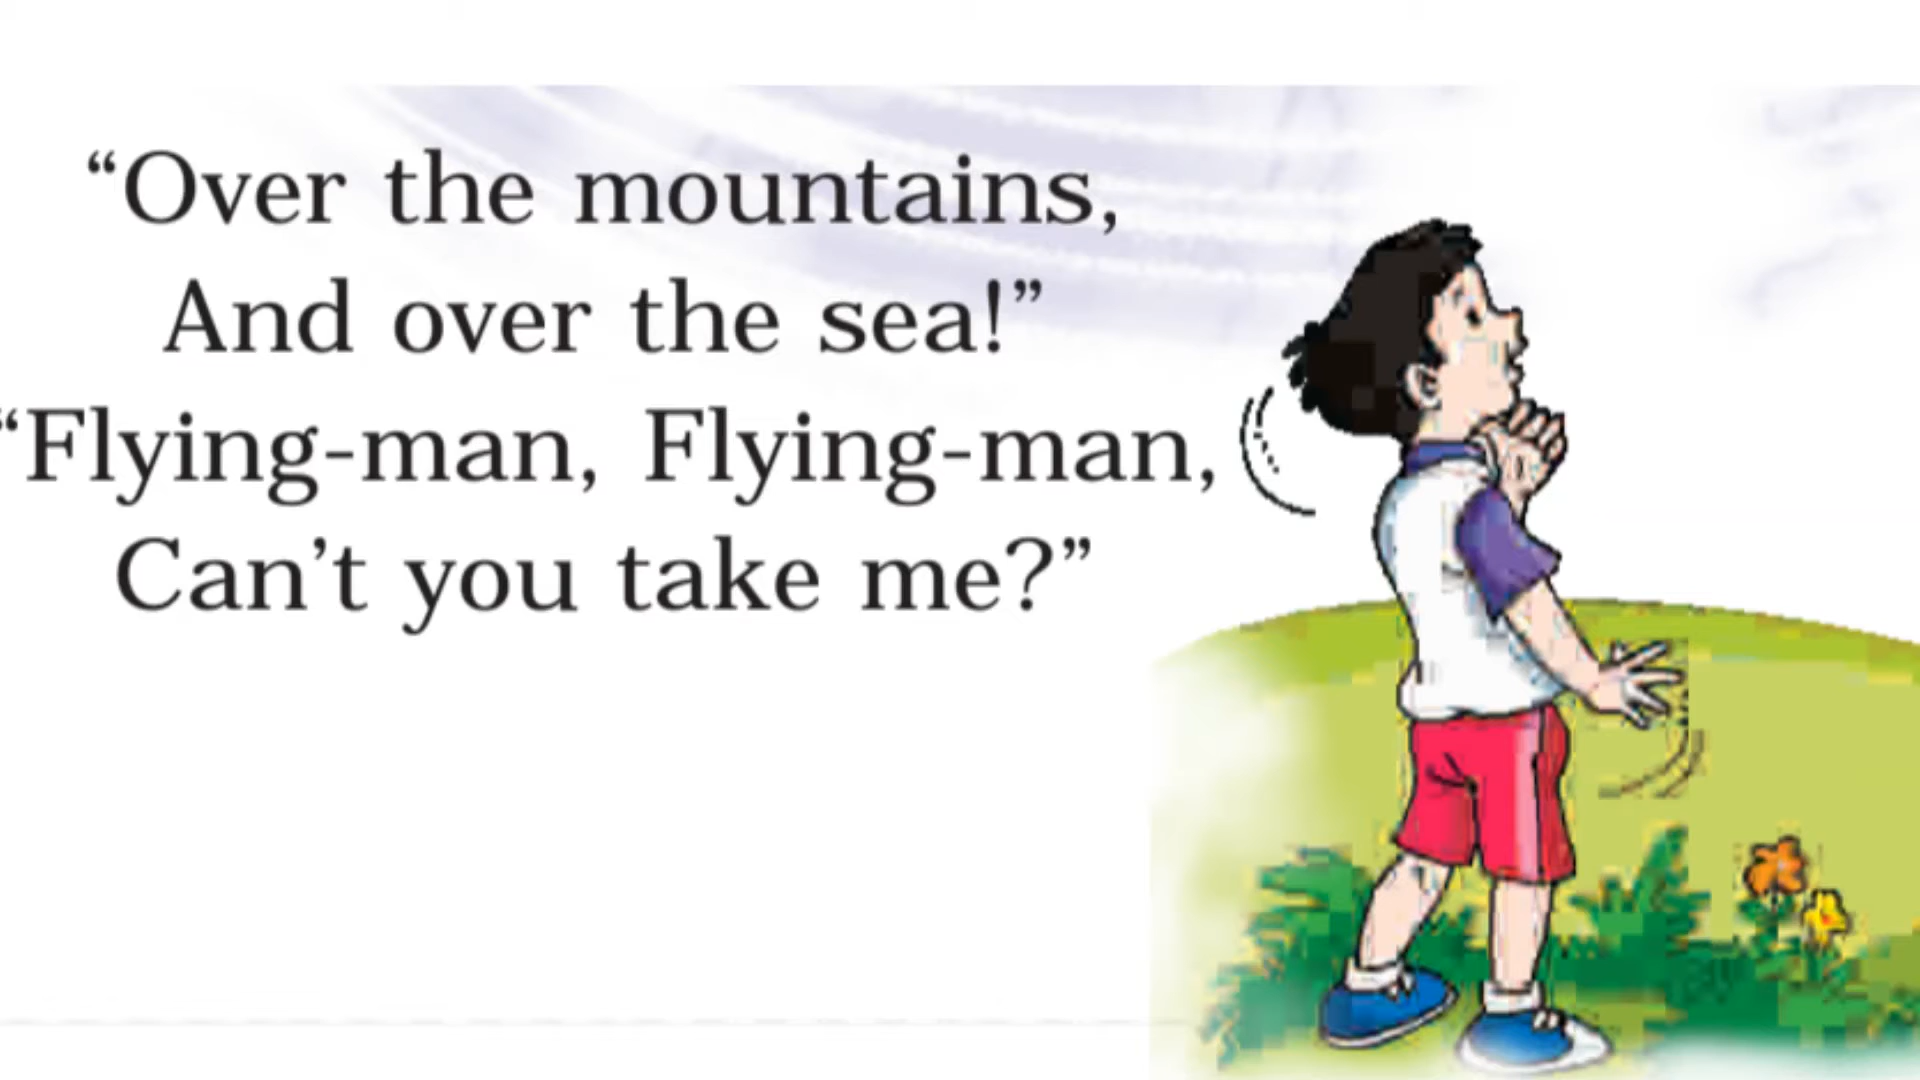 “Over the mountains,
And over the sea!”
“Flying-man, Flying-man,
Can’t you take me?”